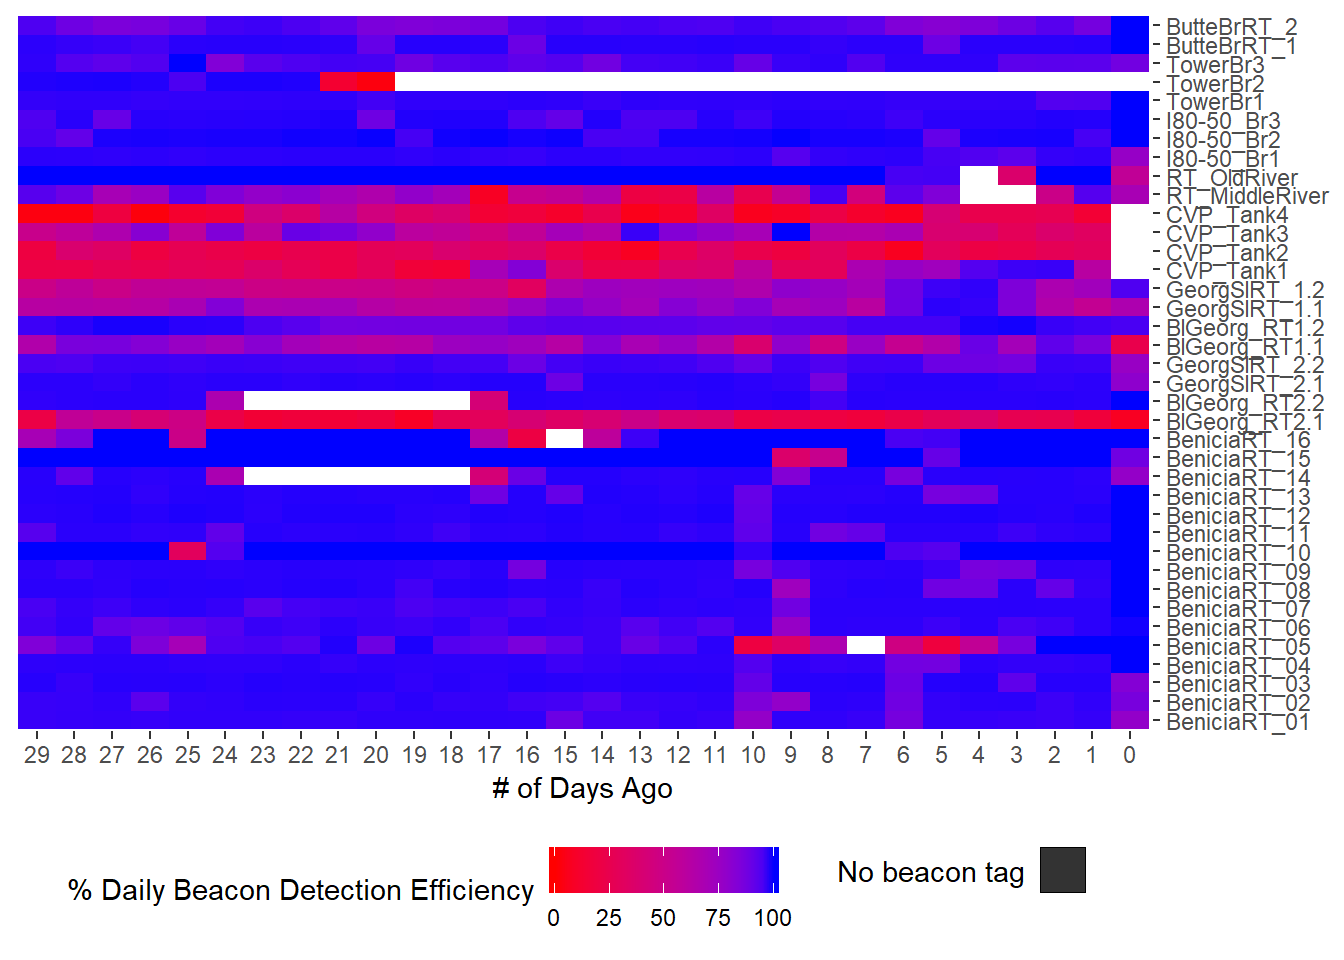 ButteBrRT_2
ButteBrRT_1
TowerBr3
TowerBr2
TowerBr1
I80-50_Br3
I80-50_Br2
I80-50_Br1
RT_OldRiver
RT_MiddleRiver
CVP_Tank4
CVP_Tank3
CVP_Tank2
CVP_Tank1
GeorgSlRT_1.2
GeorgSlRT_1.1
BlGeorg_RT1.2
BlGeorg_RT1.1
GeorgSlRT_2.2
GeorgSlRT_2.1
BlGeorg_RT2.2
BlGeorg_RT2.1
BeniciaRT_16
BeniciaRT_15
BeniciaRT_14
BeniciaRT_13
BeniciaRT_12
BeniciaRT_11
BeniciaRT_10
BeniciaRT_09
BeniciaRT_08
BeniciaRT_07
BeniciaRT_06
BeniciaRT_05
BeniciaRT_04
BeniciaRT_03
BeniciaRT_02
BeniciaRT_01
29 28 27 26 25 24 23 22 21 20 19 18 17 16 15 14 13 12 11 10 9 8 7 6 5 4 3 2 1 0
# of Days Ago
% Daily Beacon Detection Efficiency
0 25 50 75 100
No beacon tag